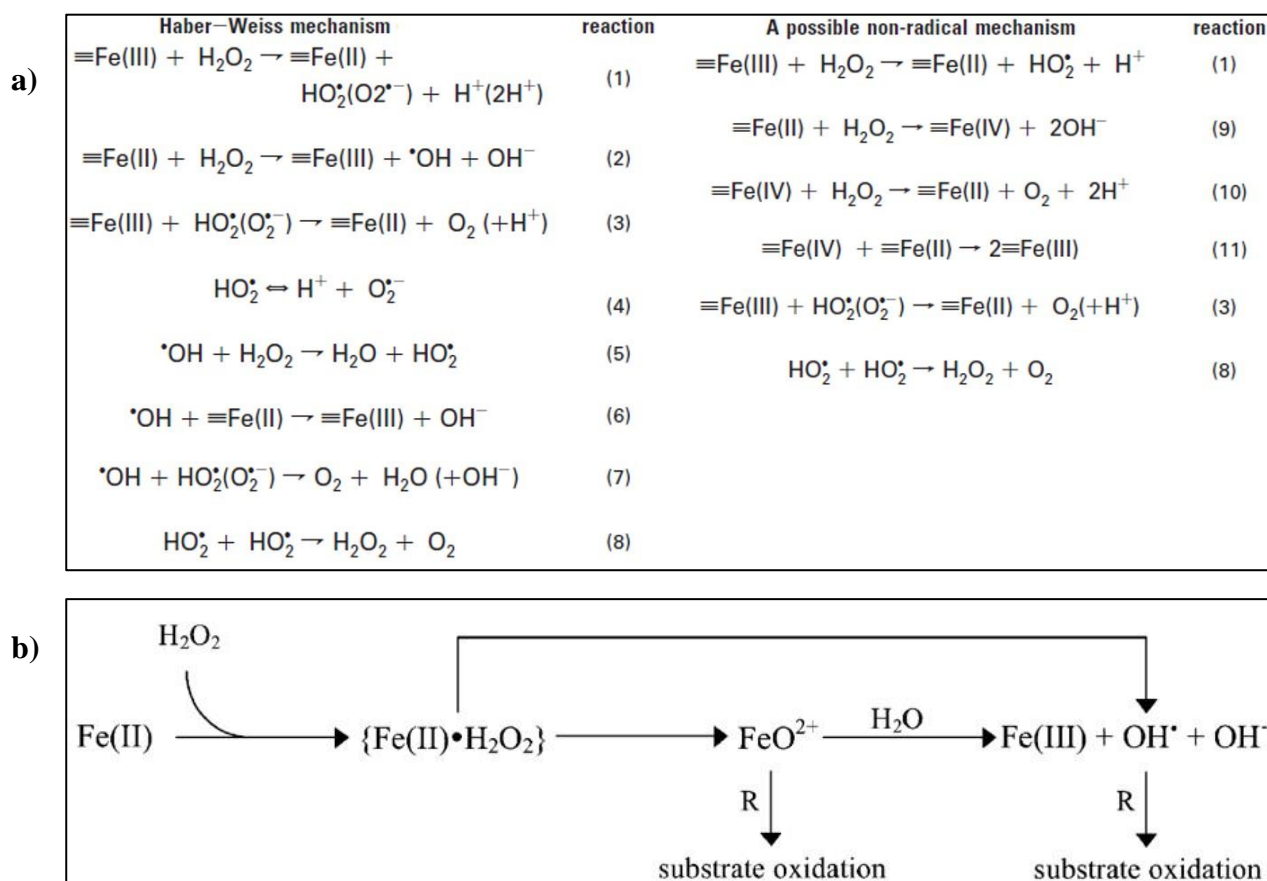 a)
Haber–Weiss mechanism reaction
≡Fe(III) + H₂O₂ → ≡Fe(II) +
HO₂•(O2•⁻) + H⁺(2H⁺) (1)
≡Fe(II) + H₂O₂ → ≡Fe(III) + •OH + OH⁻ (2)
≡Fe(III) + HO₂•(O₂•⁻) → ≡Fe(II) + O₂ (+H⁺) (3)
HO₂• ⇔ H⁺ + O₂•⁻ (4)
•OH + H₂O₂ → H₂O + HO₂• (5)
•OH + ≡Fe(II) → ≡Fe(III) + OH⁻ (6)
•OH + HO₂•(O₂•⁻) → O₂ + H₂O (+OH⁻) (7)
HO₂• + HO₂• → H₂O₂ + O₂ (8)
A possible non-radical mechanism reaction
≡Fe(III) + H₂O₂ → ≡Fe(II) + HO₂• + H⁺ (1)
≡Fe(II) + H₂O₂ → ≡Fe(IV) + 2OH⁻ (9)
≡Fe(IV) + H₂O₂ → ≡Fe(II) + O₂ + 2H⁺ (10)
≡Fe(IV) + ≡Fe(II) → 2≡Fe(III) (11)
≡Fe(III) + HO₂•(O₂•⁻) → ≡Fe(II) + O₂(+H⁺) (3)
HO₂• + HO₂• → H₂O₂ + O₂ (8)
b)
H₂O₂
Fe(II) {Fe(II)•H₂O₂} FeO²⁺ H₂O Fe(III) + OH• + OH⁻
R R
substrate oxidation substrate oxidation